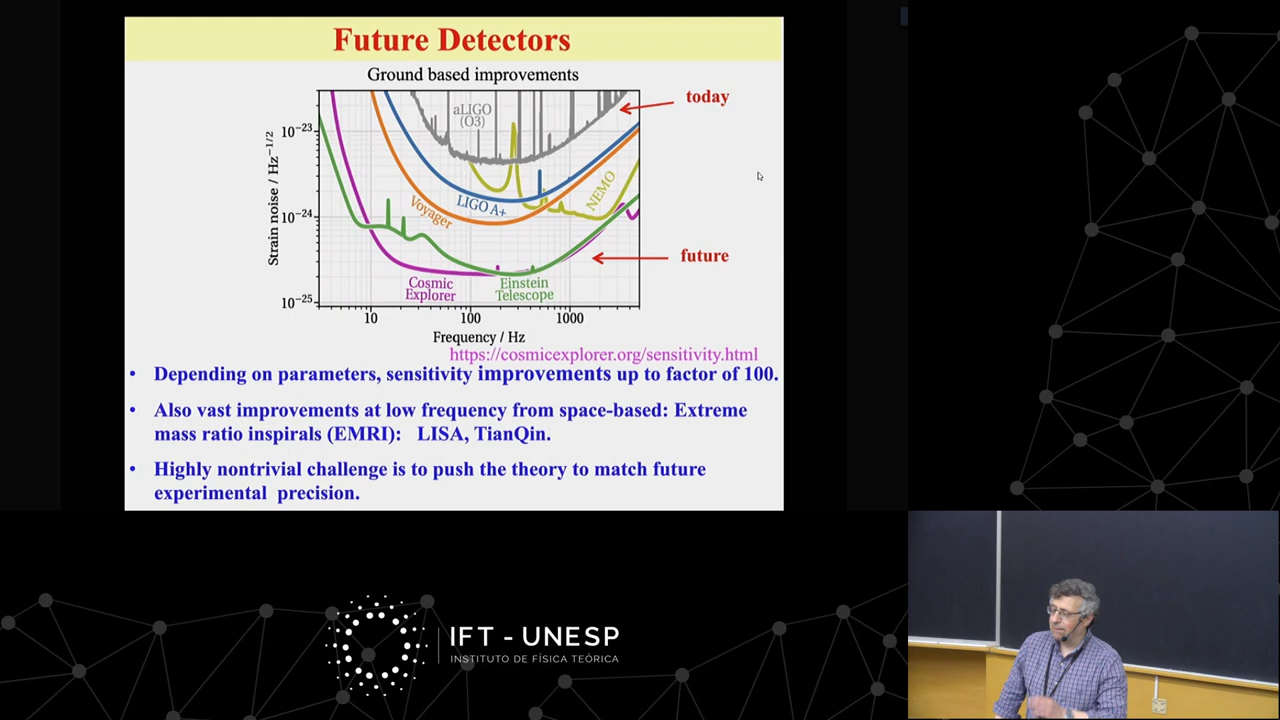 Future Detectors
Ground based improvements
today
aLIGO
(O3)
NEMO
Voyager
LIGO A+
future
Cosmic
Explorer
Einstein
Telescope
Strain noise / Hz^{-1/2}
10^{-23}
10^{-24}
10^{-25}
10
100
1000
Frequency / Hz
https://cosmicexplorer.org/sensitivity.html
• Depending on parameters, sensitivity improvements up to factor of 100.
• Also vast improvements at low frequency from space-based: Extreme
mass ratio inspirals (EMRI): LISA, TianQin.
• Highly nontrivial challenge is to push the theory to match future
experimental precision.
IFT - UNESP
INSTITUTO DE FÍSICA TEÓRICA